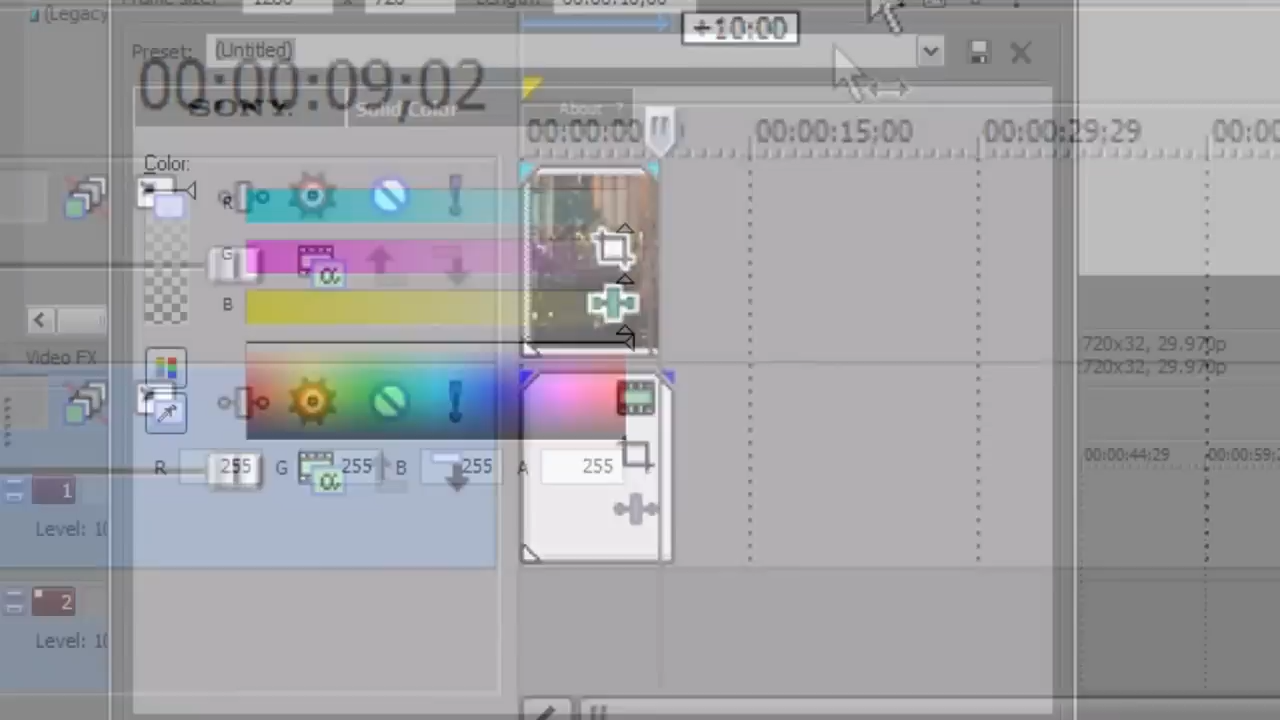 (Legacy
Frame size: 1280 x 720 Length: 00:00:10;00
+10:00
Preset: (Untitled)
00:00:09;02
SONY. Solid Color About ?
00:00:00 00:00:15;00 00:00:29;29 00:00
Color:
R
G
B
720x32, 29.970p
Video FX
720x32, 29.970p
00:00:44;29 00:00:59;
R 255 G 255 B 255 A 255
1
Level: 10
2
Level: 10